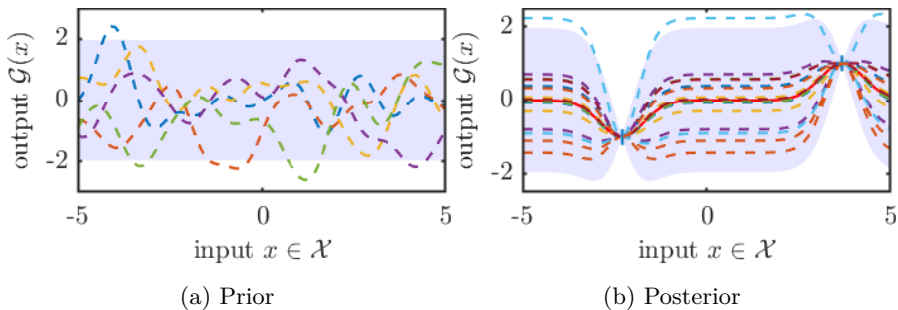 output 𝒢(x)
2
0
-2
-5 0 5
input x ∈ 𝒳
(a) Prior
output 𝒢(x)
2
0
-2
-5 0 5
input x ∈ 𝒳
(b) Posterior